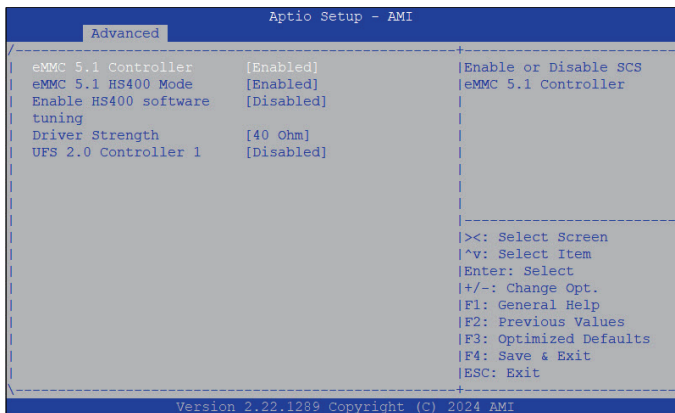 Aptio Setup - AMI
Advanced
eMMC 5.1 Controller [Enabled]
eMMC 5.1 HS400 Mode [Enabled]
Enable HS400 software [Disabled]
tuning
Driver Strength [40 Ohm]
UFS 2.0 Controller 1 [Disabled]
Enable or Disable SCS
eMMC 5.1 Controller
><: Select Screen
^v: Select Item
Enter: Select
+/-: Change Opt.
F1: General Help
F2: Previous Values
F3: Optimized Defaults
F4: Save & Exit
ESC: Exit
Version 2.22.1289 Copyright (C) 2024 AMI